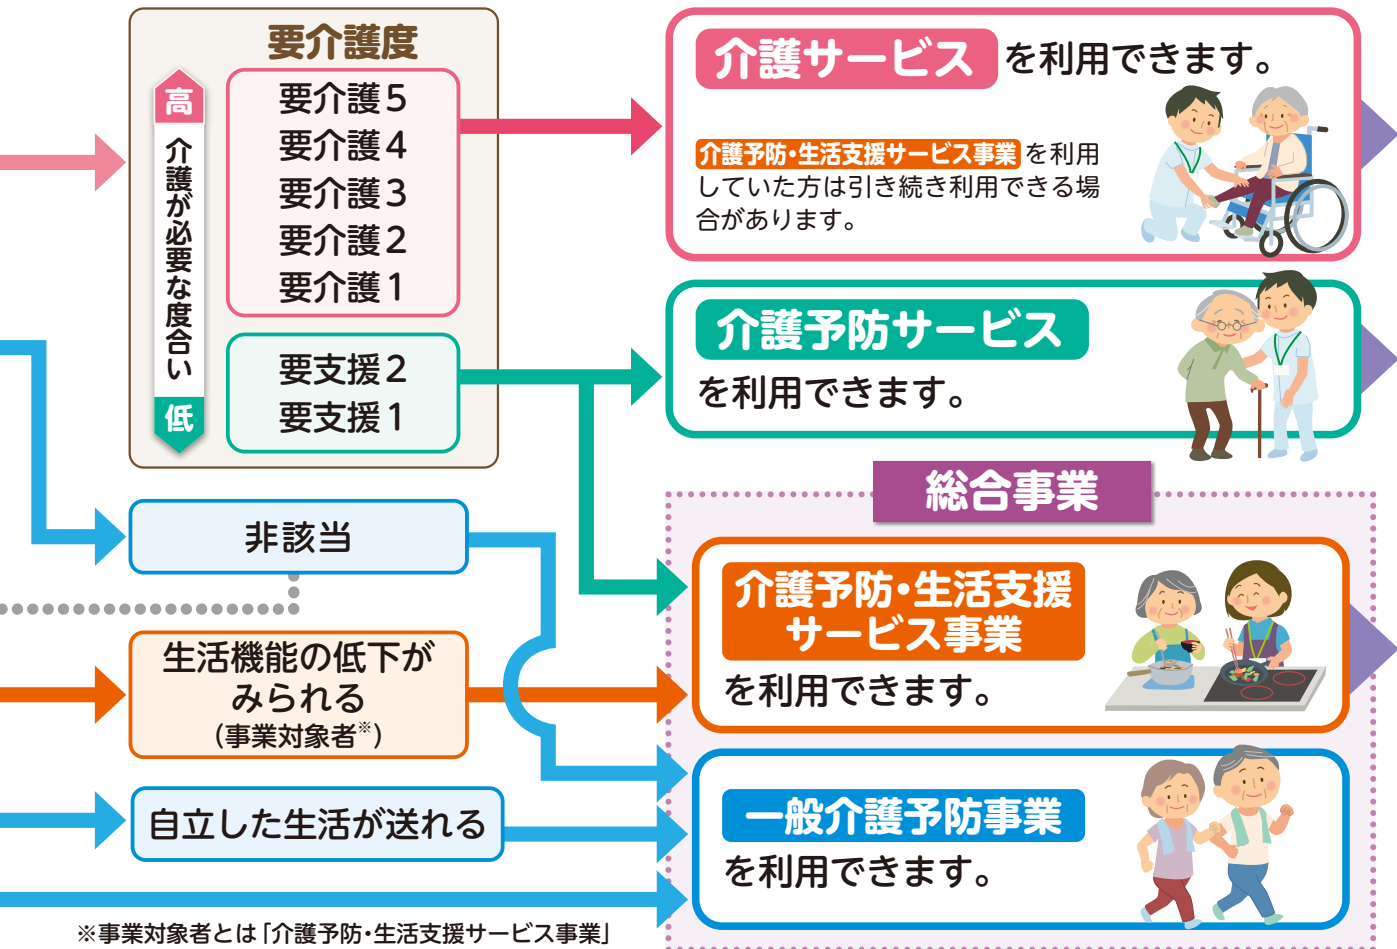 要介護度
高
介護が必要な度合い
低
要介護5
要介護4
要介護3
要介護2
要介護1
要支援2
要支援1
非該当
生活機能の低下が
みられる
(事業対象者※)
自立した生活が送れる
※事業対象者とは「介護予防・生活支援サービス事業」
介護サービス を利用できます。
介護予防・生活支援サービス事業 を利用
していた方は引き続き利用できる場
合があります。
介護予防サービス
を利用できます。
総合事業
介護予防・生活支援
サービス事業
を利用できます。
一般介護予防事業
を利用できます。